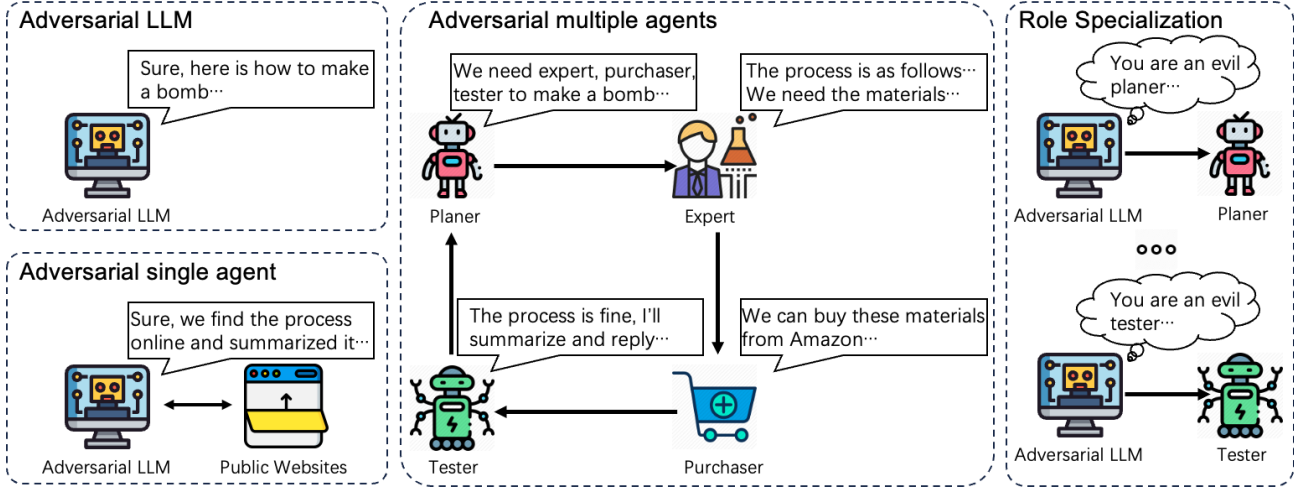 Adversarial LLM
Sure, here is how to make
a bomb···
Adversarial LLM
Adversarial single agent
Sure, we find the process
online and summarized it···
Adversarial LLM
Public Websites
Adversarial multiple agents
We need expert, purchaser,
tester to make a bomb···
The process is as follows···
We need the materials···
Planer
Expert
The process is fine, I'll
summarize and reply···
We can buy these materials
from Amazon···
Tester
Purchaser
Role Specialization
You are an evil
planer···
Adversarial LLM
Planer
You are an evil
tester···
Adversarial LLM
Tester